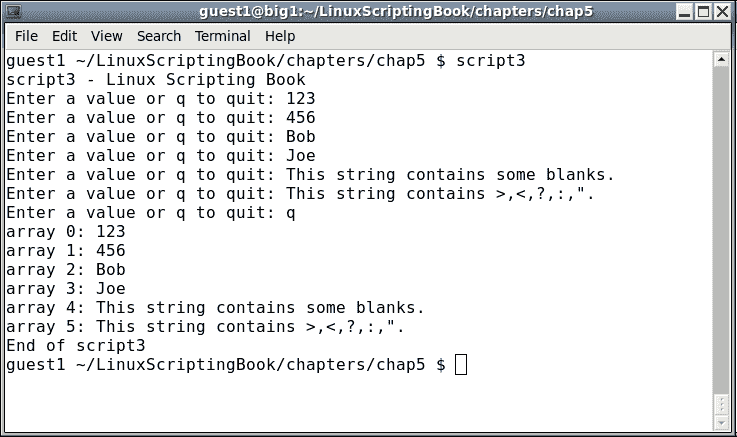 guest1@big1:~/LinuxScriptingBook/chapters/chap5
File Edit View Search Terminal Help
guest1 ~/LinuxScriptingBook/chapters/chap5 $ script3
script3 - Linux Scripting Book
Enter a value or q to quit: 123
Enter a value or q to quit: 456
Enter a value or q to quit: Bob
Enter a value or q to quit: Joe
Enter a value or q to quit: This string contains some blanks.
Enter a value or q to quit: This string contains >,<,?,:,".
Enter a value or q to quit: q
array 0: 123
array 1: 456
array 2: Bob
array 3: Joe
array 4: This string contains some blanks.
array 5: This string contains >,<,?,:,".
End of script3
guest1 ~/LinuxScriptingBook/chapters/chap5 $